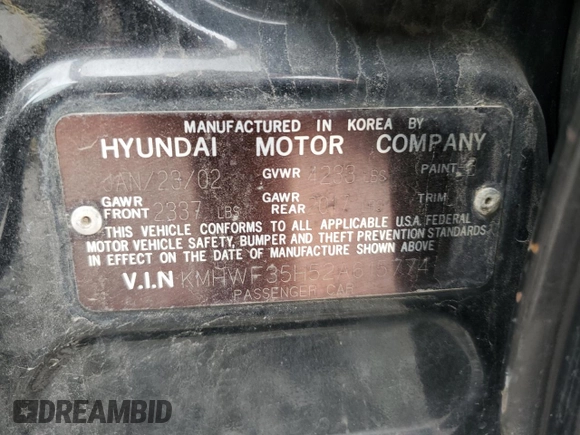 MANUFACTURED IN KOREA BY
HYUNDAI MOTOR COMPANY
JAN/23/02 GVWR LBS PAINT
GAWR FRONT 2337 LBS GAWR REAR TRIM
THIS VEHICLE CONFORMS TO ALL APPLICABLE U.S.A. FEDERAL
MOTOR VEHICLE SAFETY, BUMPER AND THEFT PREVENTION STANDARDS
IN EFFECT ON THE DATE OF MANUFACTURE SHOWN ABOVE
V.I.N
PASSENGER CAR
DREAMBID